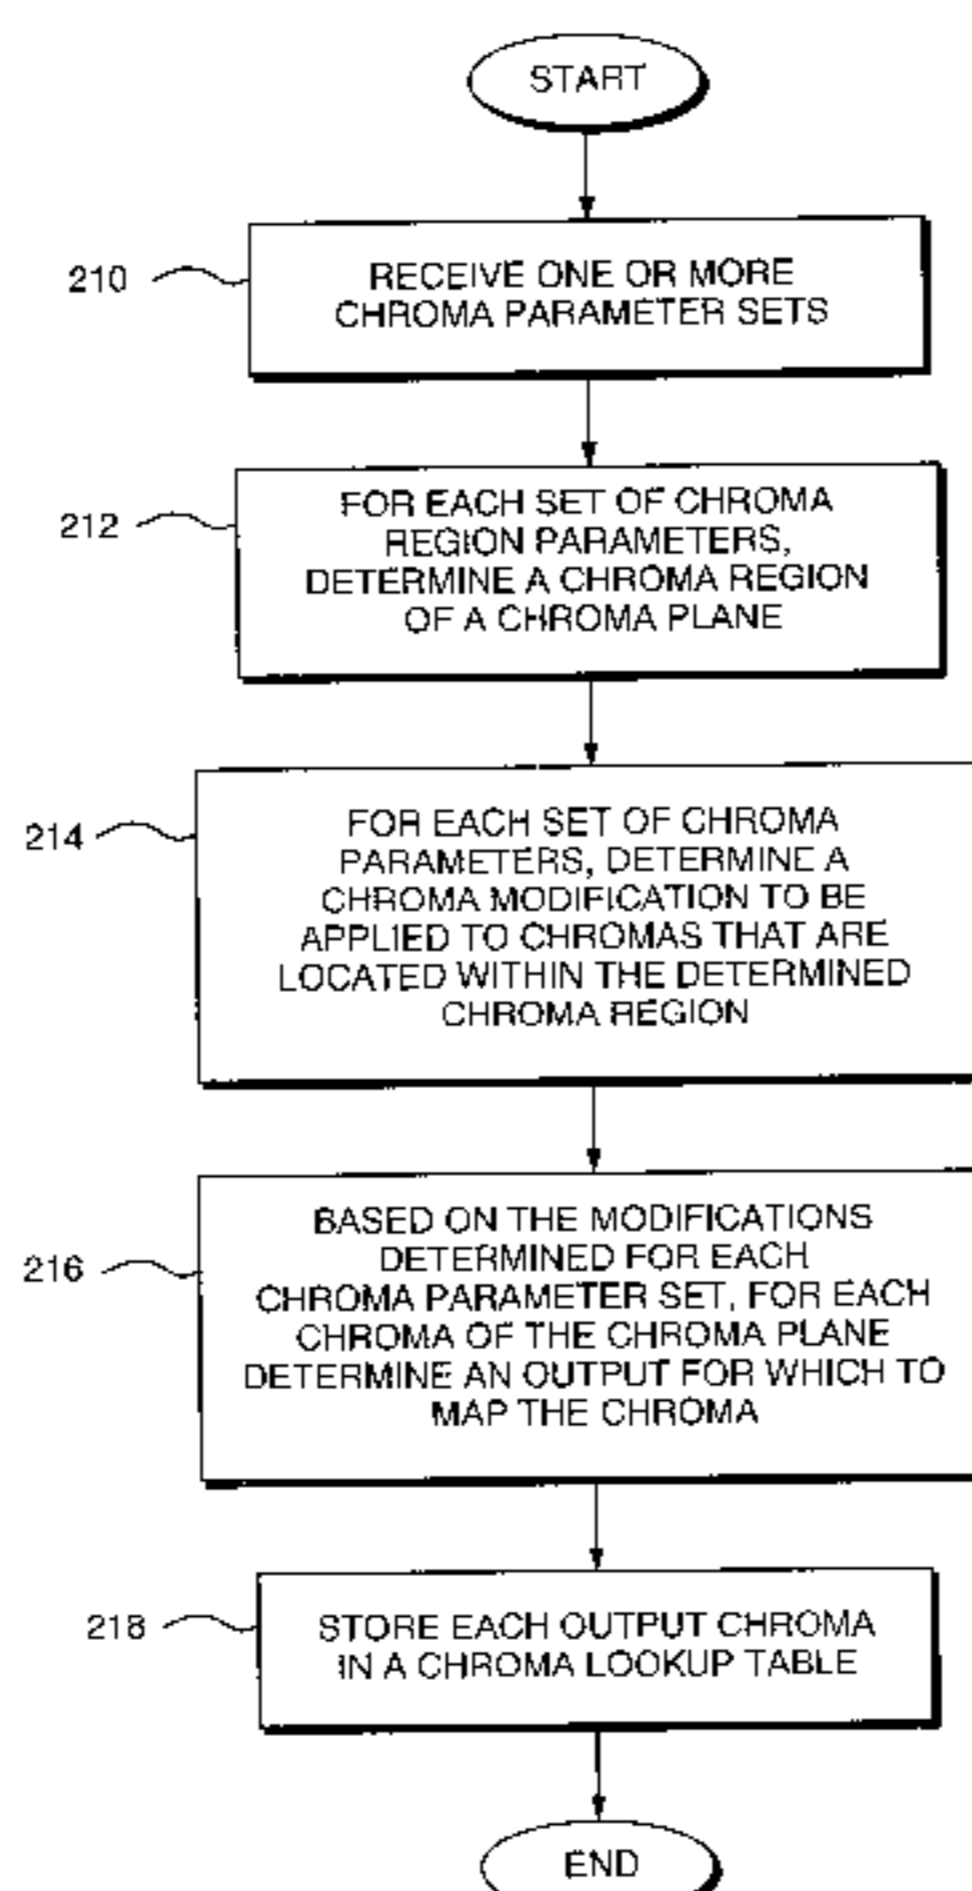 START
210
RECEIVE ONE OR MORE
CHROMA PARAMETER SETS
212
FOR EACH SET OF CHROMA
REGION PARAMETERS,
DETERMINE A CHROMA REGION
OF A CHROMA PLANE
214
FOR EACH SET OF CHROMA
PARAMETERS, DETERMINE A
CHROMA MODIFICATION TO BE
APPLIED TO CHROMAS THAT ARE
LOCATED WITHIN THE DETERMINED
CHROMA REGION
216
BASED ON THE MODIFICATIONS
DETERMINED FOR EACH
CHROMA PARAMETER SET, FOR EACH
CHROMA OF THE CHROMA PLANE
DETERMINE AN OUTPUT FOR WHICH TO
MAP THE CHROMA
218
STORE EACH OUTPUT CHROMA
IN A CHROMA LOOKUP TABLE
END